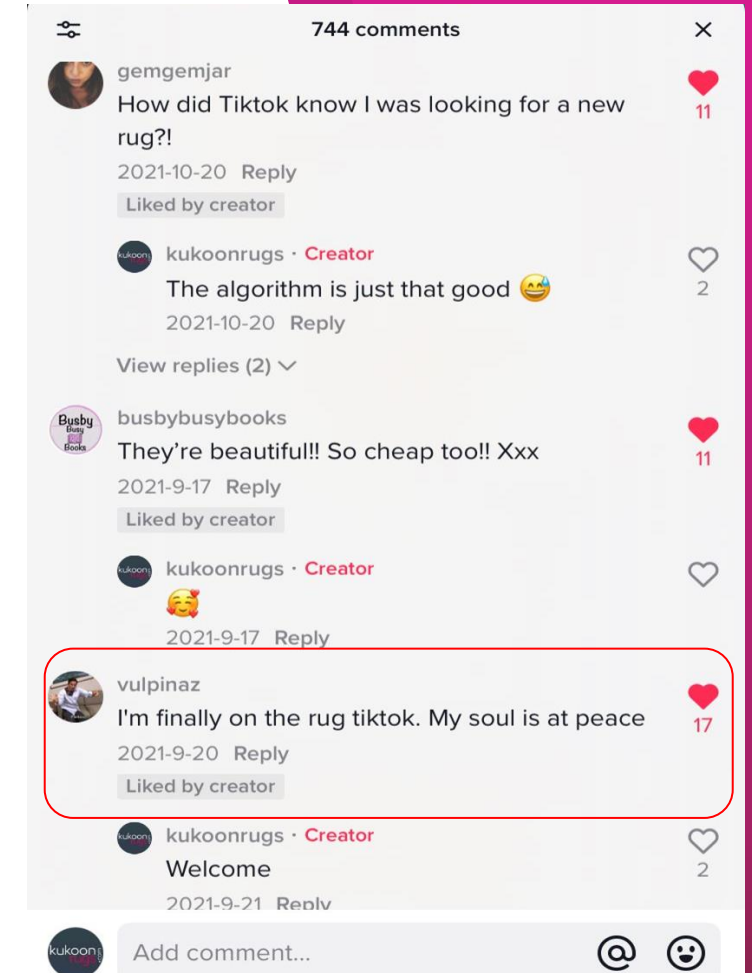 744 comments
gemgemjar
How did Tiktok know I was looking for a new
rug?!
11
2021-10-20 Reply
Liked by creator
kukoonrugs · Creator
The algorithm is just that good 😅
2
2021-10-20 Reply
View replies (2)
Busby
Busy
Books
busbybusybooks
They're beautiful!! So cheap too!! Xxx
11
2021-9-17 Reply
Liked by creator
kukoonrugs · Creator
🥰
2021-9-17 Reply
vulpinaz
I'm finally on the rug tiktok. My soul is at peace
17
2021-9-20 Reply
Liked by creator
kukoonrugs · Creator
Welcome
2
2021-9-21 Reply
kukoon
Add comment...
@